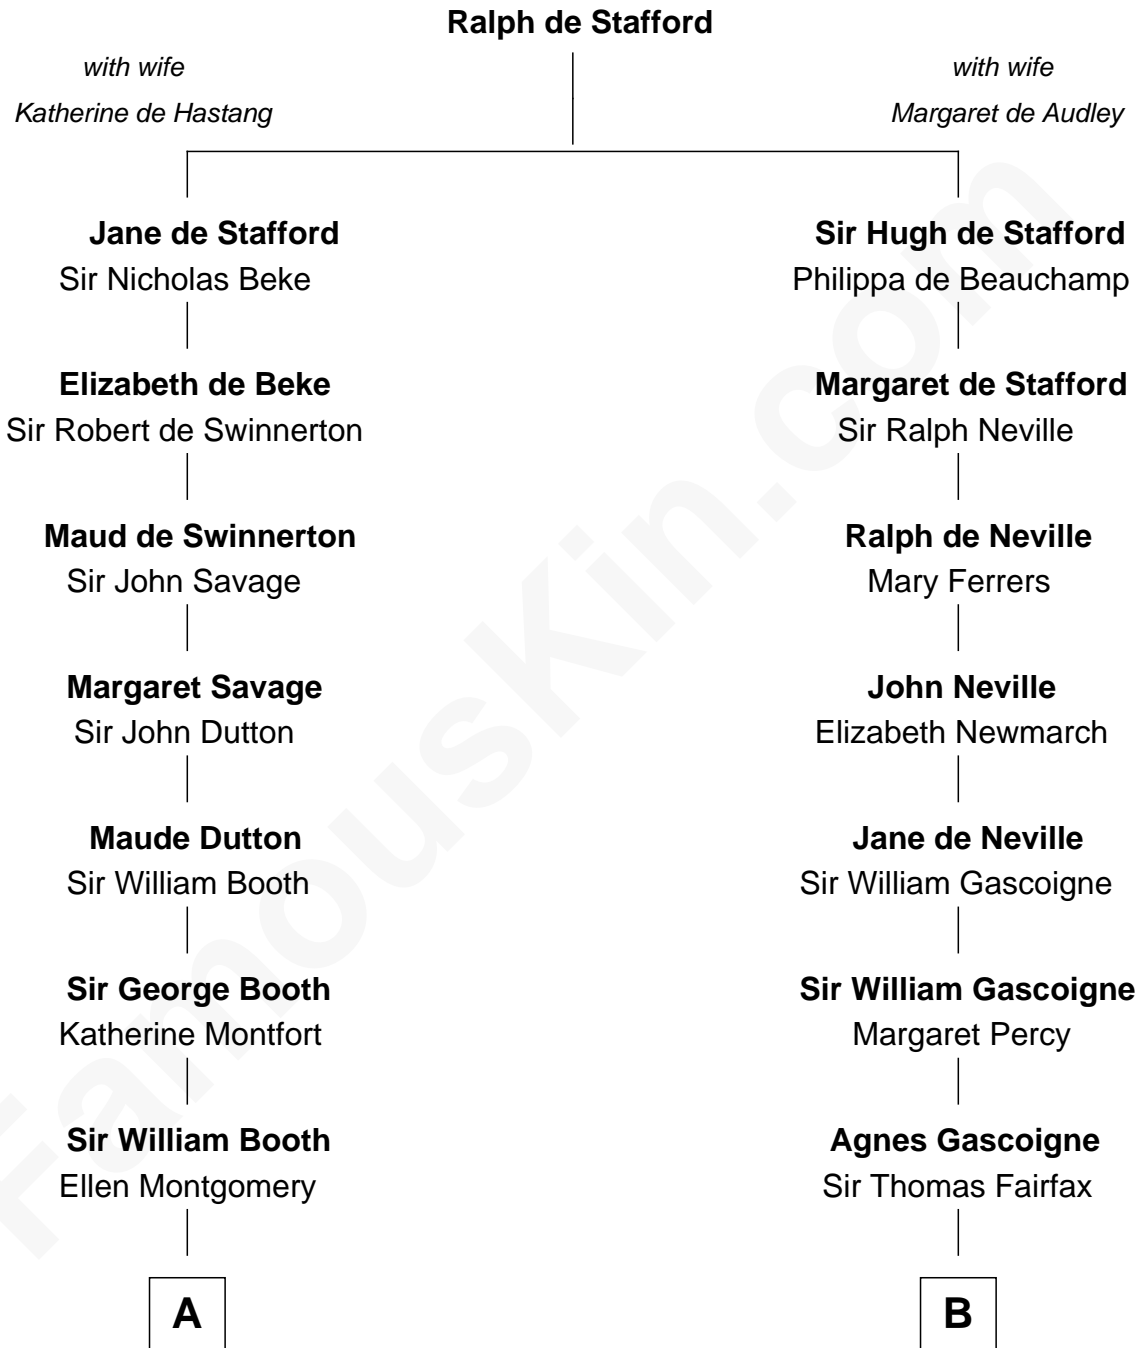 Ralph de Stafford
with wife
Katherine de Hastang
with wife
Margaret de Audley
Jane de Stafford
Sir Nicholas Beke
Sir Hugh de Stafford
Philippa de Beauchamp
Elizabeth de Beke
Sir Robert de Swinnerton
Margaret de Stafford
Sir Ralph Neville
Maud de Swinnerton
Sir John Savage
Ralph de Neville
Mary Ferrers
Margaret Savage
Sir John Dutton
John Neville
Elizabeth Newmarch
Maude Dutton
Sir William Booth
Jane de Neville
Sir William Gascoigne
Sir George Booth
Katherine Montfort
Sir William Gascoigne
Margaret Percy
Sir William Booth
Ellen Montgomery
Agnes Gascoigne
Sir Thomas Fairfax
A
B
FamousKin.com